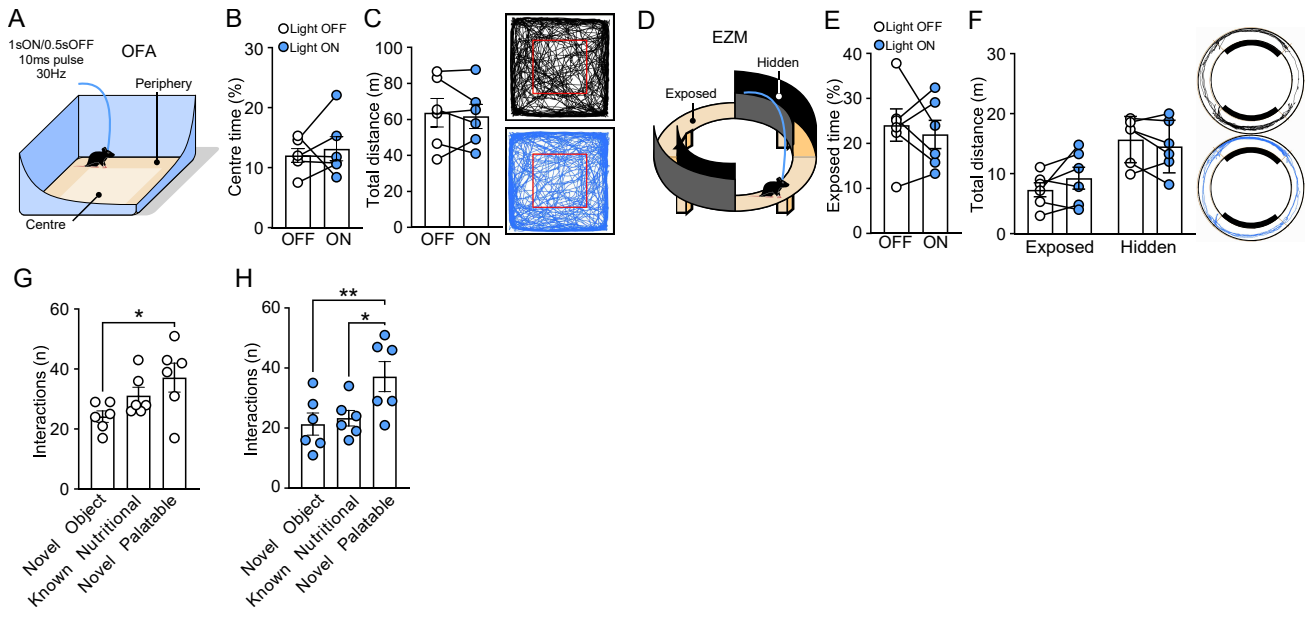 A
1sON/0.5sOFF
10ms pulse
30Hz
OFA
Periphery
Centre
B
Light OFF
Light ON
Centre time (%)
30
20
10
0
OFF ON
C
Total distance (m)
100
80
60
40
20
0
OFF ON
D
EZM
Hidden
Exposed
E
Light OFF
Light ON
Exposed time (%)
40
30
20
10
0
OFF ON
F
Total distance (m)
30
20
10
0
Exposed Hidden
G
Interactions (n)
60
40
20
0
*
Novel Object
Known Nutritional
Novel Palatable
H
Interactions (n)
60
40
20
0
**
*
Novel Object
Known Nutritional
Novel Palatable